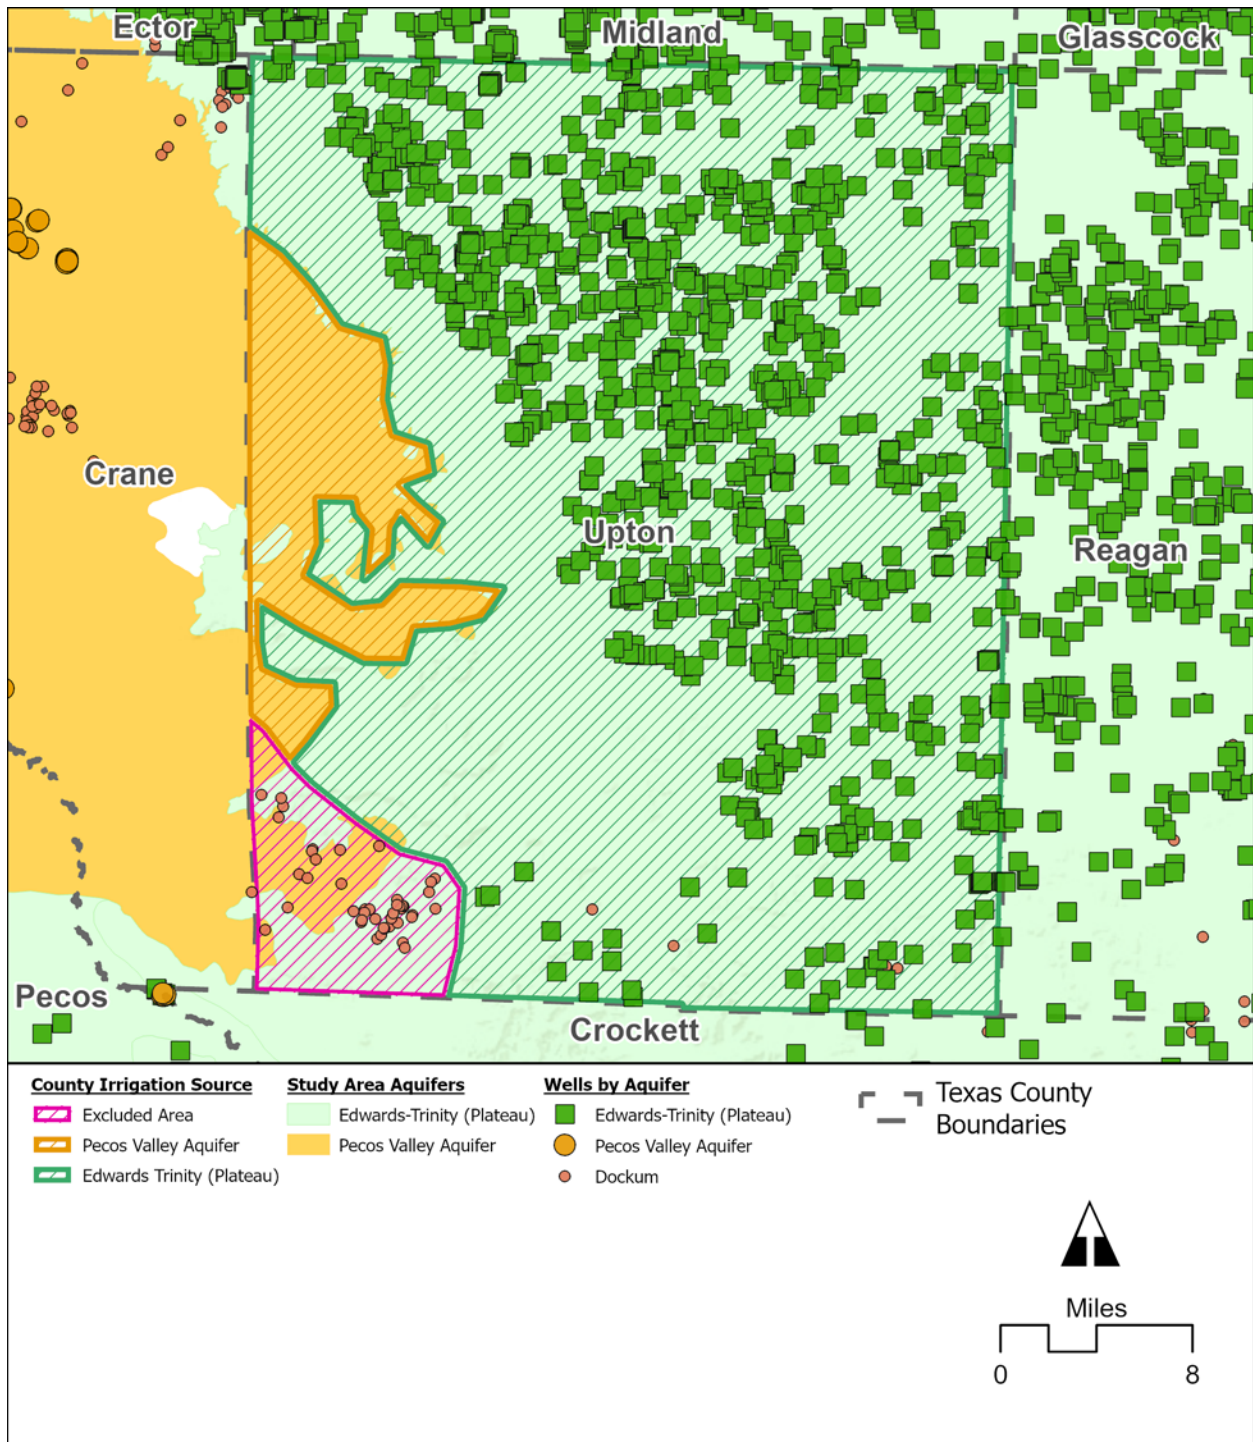 Ector
Midland
Glasscock
Crane
Upton
Reagan
Pecos
Crockett
County Irrigation Source
Excluded Area
Pecos Valley Aquifer
Edwards Trinity (Plateau)
Study Area Aquifers
Edwards-Trinity (Plateau)
Pecos Valley Aquifer
Wells by Aquifer
Edwards-Trinity (Plateau)
Pecos Valley Aquifer
Dockum
Texas County
Boundaries
Miles
0 8